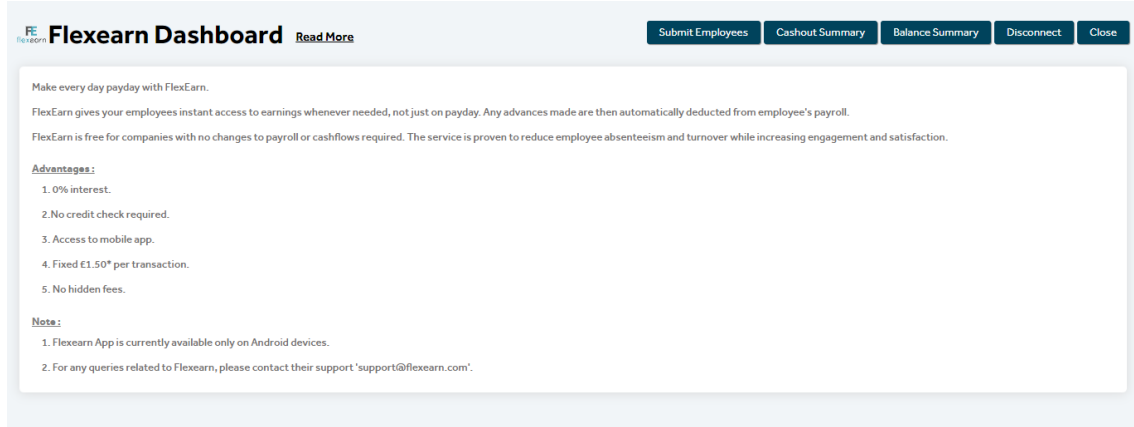 FE
flexearn
Flexearn Dashboard Read More
Submit Employees Cashout Summary Balance Summary Disconnect Close
Make every day payday with FlexEarn.
FlexEarn gives your employees instant access to earnings whenever needed, not just on payday. Any advances made are then automatically deducted from employee's payroll.
FlexEarn is free for companies with no changes to payroll or cashflows required. The service is proven to reduce employee absenteeism and turnover while increasing engagement and satisfaction.
Advantages :
1. 0% interest.
2.No credit check required.
3. Access to mobile app.
4. Fixed £1.50* per transaction.
5. No hidden fees.
Note :
1. Flexearn App is currently available only on Android devices.
2. For any queries related to Flexearn, please contact their support 'support@flexearn.com'.